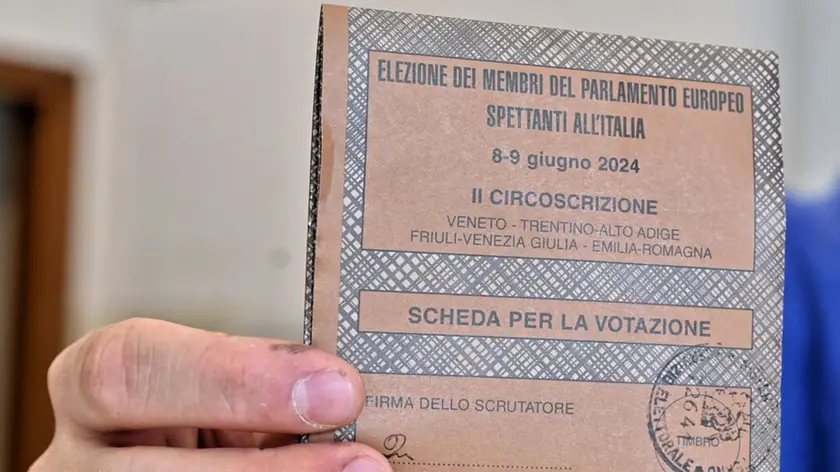 ELEZIONE DEI MEMBRI DEL PARLAMENTO EUROPEO
SPETTANTI ALL'ITALIA
8-9 giugno 2024
II CIRCOSCRIZIONE
VENETO - TRENTINO-ALTO ADIGE
FRIULI-VENEZIA GIULIA - EMILIA-ROMAGNA
SCHEDA PER LA VOTAZIONE
FIRMA DELLO SCRUTATORE
TIMBRO